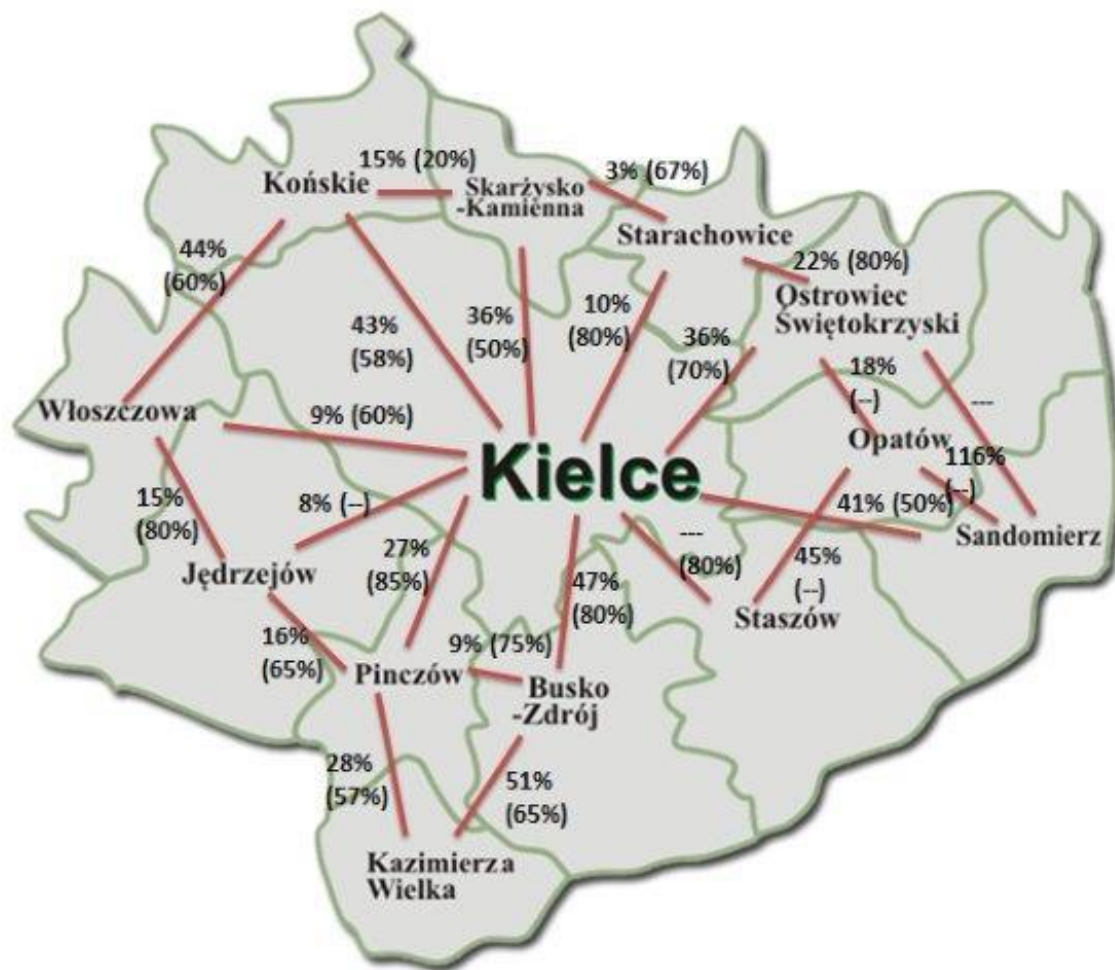 15% (20%)
3% (67%)
Końskie
Skarżysko
-Kamienna
Starachowice
44%
(60%)
22% (80%)
Ostrowiec
Świętokrzyski
10%
(80%)
36%
(50%)
43%
(58%)
36%
(70%)
18%
(--)
---
Włoszczowa
9% (60%)
Opatów
Kielce
116%
(--)
15%
(80%)
8% (--)
41% (50%)
Sandomierz
---
(80%)
27%
(85%)
45%
(--)
Jędrzejów
47%
(80%)
Staszów
16%
(65%)
9% (75%)
Pinczów
Busko
-Zdrój
28%
(57%)
51%
(65%)
Kazimierza
Wielka